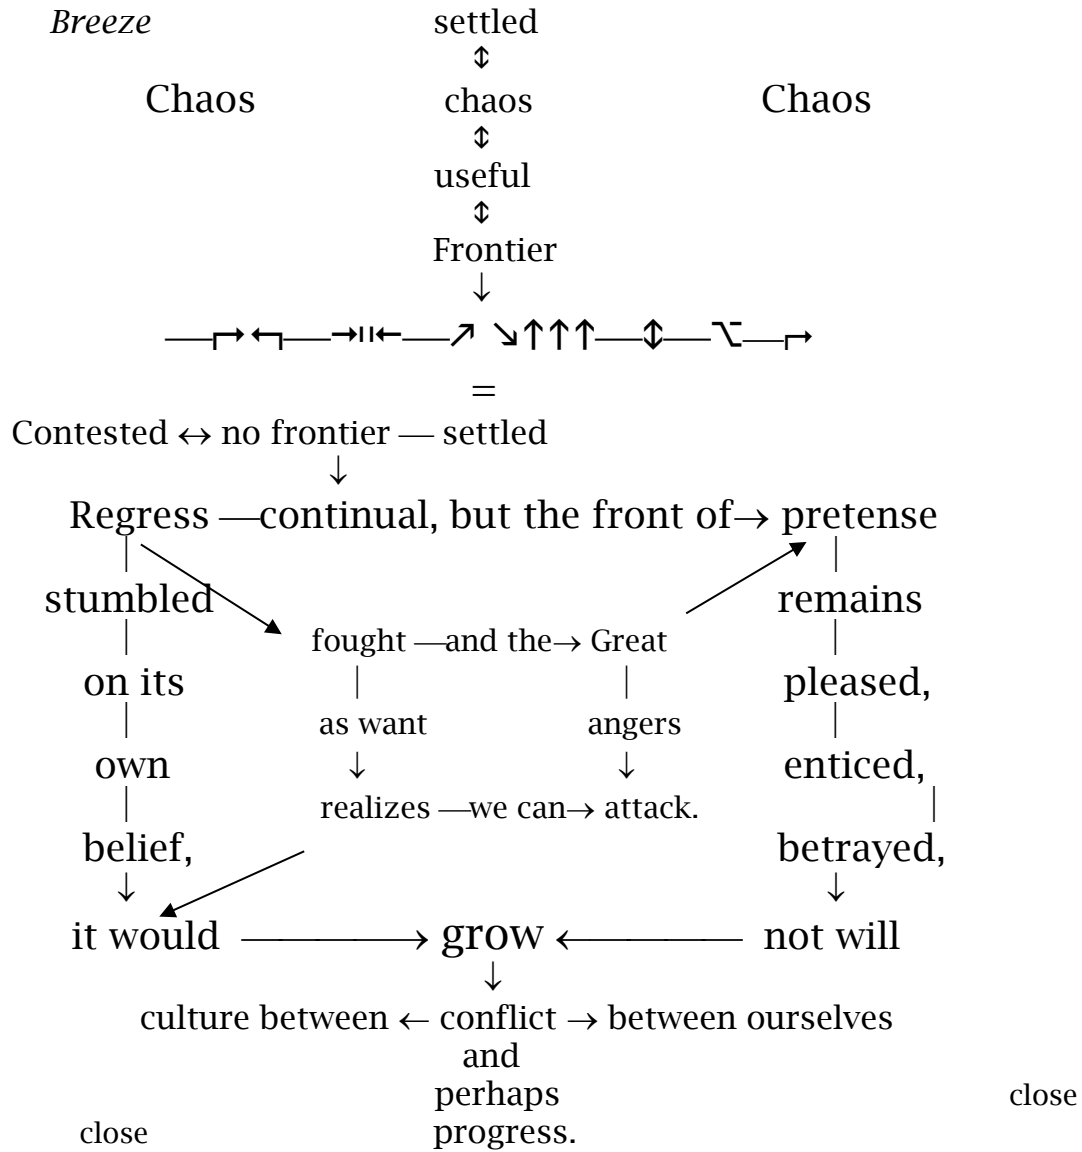 Breeze settled
↕
Chaos chaos Chaos
↕
useful
↕
Frontier
↓
=
Contested ↔ no frontier — settled
↓
Regress —continual, but the front of→ pretense
stumbled remains
fought —and the→ Great
on its pleased,
as want angers
own enticed,
realizes —we can→ attack.
belief, betrayed,
it would → grow ← not will
↓
culture between ← conflict → between ourselves
and
perhaps close
close progress.